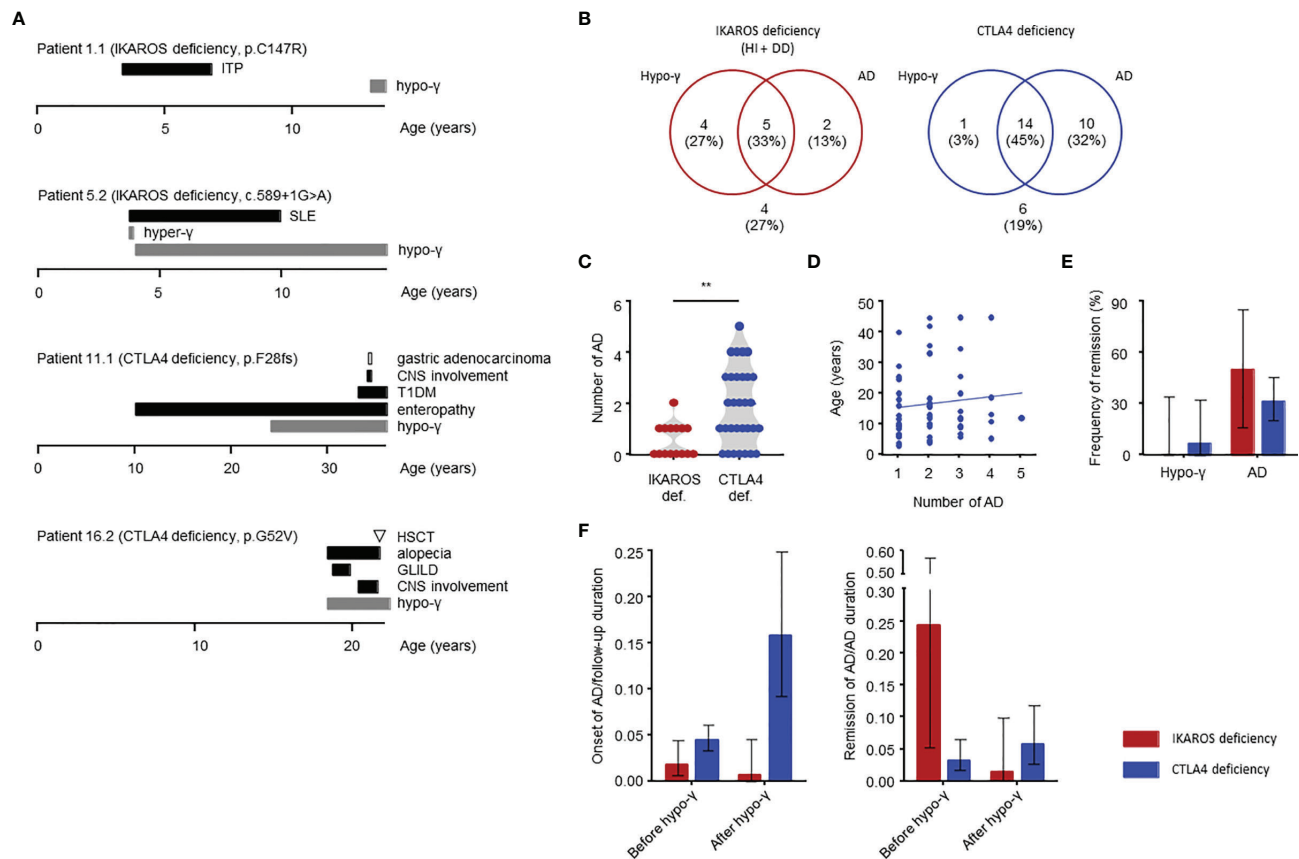 A
Patient 1.1 (IKAROS deficiency, p.C147R)
ITP
hypo-γ
0 5 10 Age (years)
Patient 5.2 (IKAROS deficiency, c.589+1G>A)
SLE
hyper-γ
hypo-γ
0 5 10 Age (years)
Patient 11.1 (CTLA4 deficiency, p.F28fs)
gastric adenocarcinoma
CNS involvement
T1DM
enteropathy
hypo-γ
0 10 20 30 Age (years)
Patient 16.2 (CTLA4 deficiency, p.G52V)
HSCT
alopecia
GLILD
CNS involvement
hypo-γ
0 10 20 Age (years)
B
IKAROS deficiency
(HI + DD)
Hypo-γ AD
4 5 2
(27%) (33%) (13%)
4
(27%)
CTLA4 deficiency
Hypo-γ AD
1 14 10
(3%) (45%) (32%)
6
(19%)
C
**
Number of AD
6
4
2
0
IKAROS CTLA4
def. def.
D
Age (years)
50
40
30
20
10
0
1 2 3 4 5
Number of AD
E
Frequency of remission (%)
90
60
30
0
Hypo-γ AD
F
Onset of AD/follow-up duration
0.25
0.20
0.15
0.10
0.05
0.00
Before hypo-γ After hypo-γ
Remission of AD/AD duration
0.60
0.50
0.30
0.25
0.20
0.15
0.10
0.05
0.00
Before hypo-γ After hypo-γ
IKAROS deficiency
CTLA4 deficiency